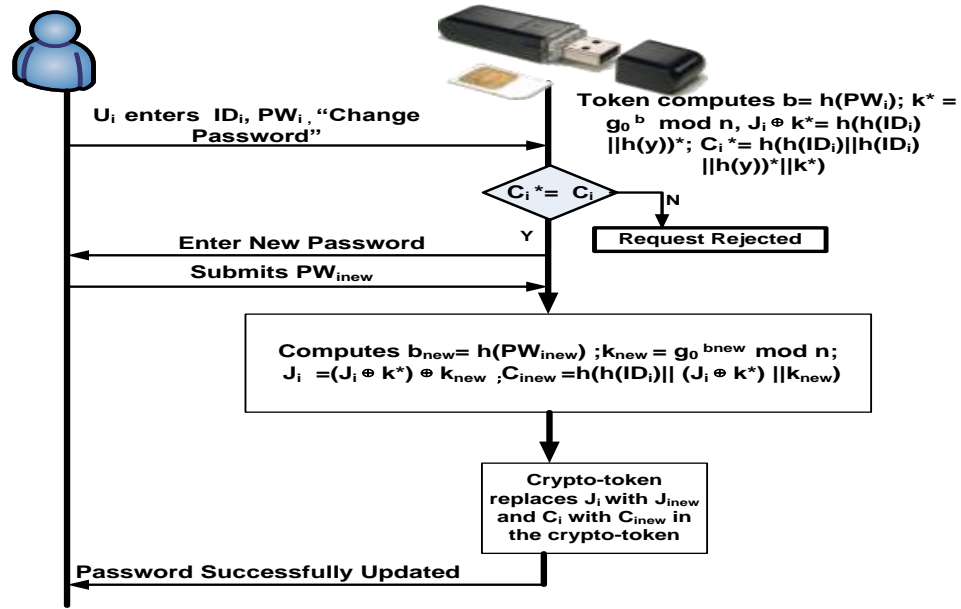 Uᵢ enters IDᵢ, PWᵢ , “Change
Password”
Token computes b= h(PWᵢ); k* =
g₀ᵇ mod n, Jᵢ ⊕ k*= h(h(IDᵢ)
||h(y))*; Cᵢ*= h(h(IDᵢ)||h(IDᵢ)
||h(y))*||k*)
Cᵢ*= Cᵢ
N
Request Rejected
Y
Enter New Password
Submits PWᵢₙₑw
Computes bₙₑw= h(PWᵢₙₑw) ;kₙₑw = g₀ ᵇⁿᵉʷ mod n;
Jᵢ =(Jᵢ ⊕ k*) ⊕ kₙₑw ,Cᵢₙₑw =h(h(IDᵢ)|| (Jᵢ ⊕ k*) ||kₙₑw)
Crypto-token
replaces Jᵢ with Jᵢₙₑw
and Cᵢ with Cᵢₙₑw in
the crypto-token
Password Successfully Updated